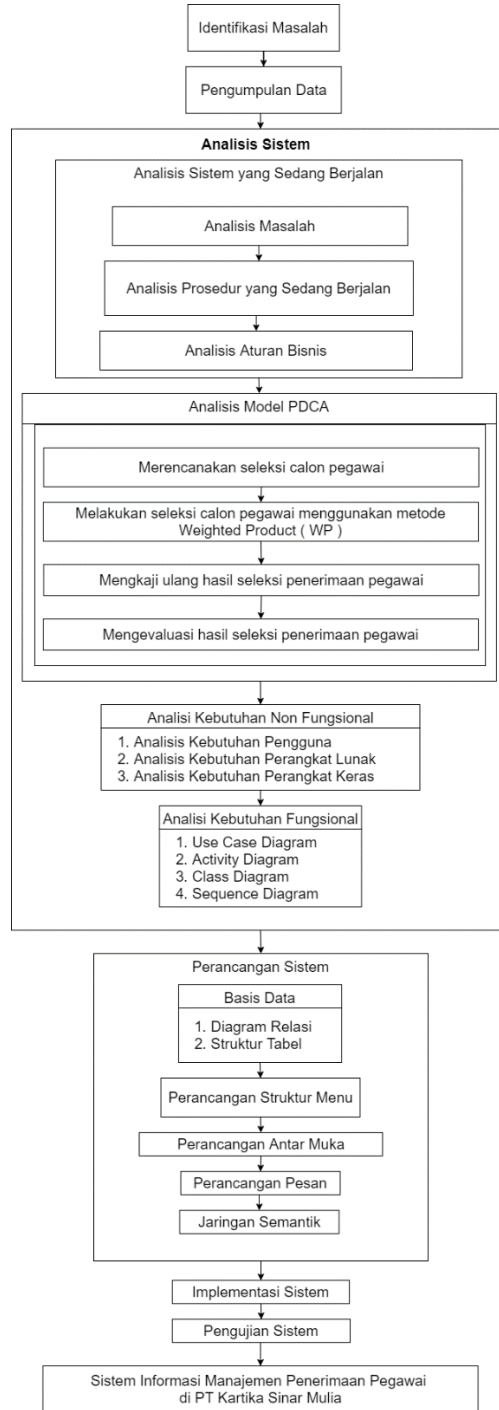 Identifikasi Masalah
Pengumpulan Data
Analisis Sistem
Analisis Sistem yang Sedang Berjalan
Analisis Masalah
Analisis Prosedur yang Sedang Berjalan
Analisis Aturan Bisnis
Analisis Model PDCA
Merencanakan seleksi calon pegawai
Melakukan seleksi calon pegawai menggunakan metode
Weighted Product ( WP )
Mengkaji ulang hasil seleksi penerimaan pegawai
Mengevaluasi hasil seleksi penerimaan pegawai
Analisi Kebutuhan Non Fungsional
1. Analisis Kebutuhan Pengguna
2. Analisis Kebutuhan Perangkat Lunak
3. Analisis Kebutuhan Perangkat Keras
Analisi Kebutuhan Fungsional
1. Use Case Diagram
2. Activity Diagram
3. Class Diagram
4. Sequence Diagram
Perancangan Sistem
Basis Data
1. Diagram Relasi
2. Struktur Tabel
Perancangan Struktur Menu
Perancangan Antar Muka
Perancangan Pesan
Jaringan Semantik
Implementasi Sistem
Pengujian Sistem
Sistem Informasi Manajemen Penerimaan Pegawai
di PT Kartika Sinar Mulia